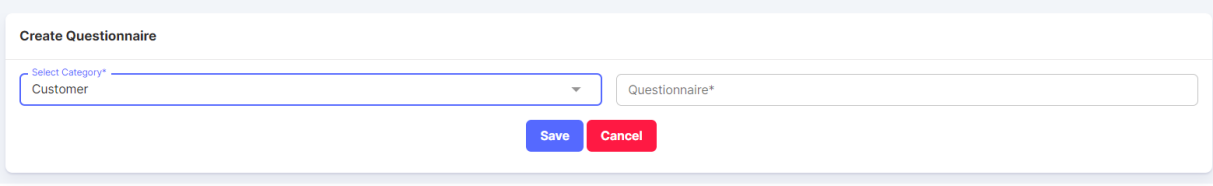 Create Questionnaire
Select Category*
Customer
Questionnaire*
Save Cancel